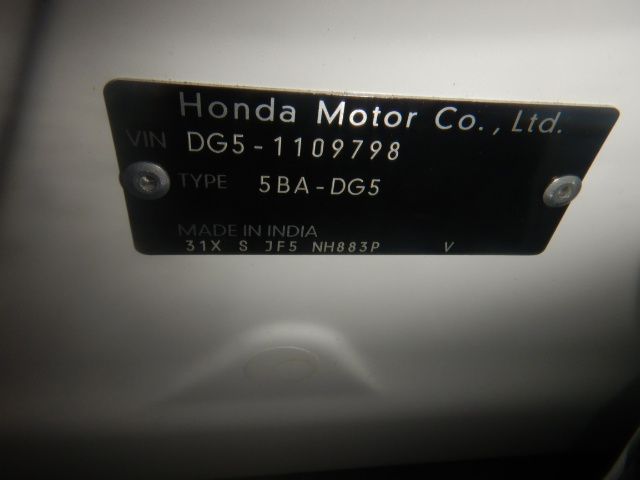 Honda Motor Co., Ltd.
VIN DG5-1109798
TYPE 5BA-DG5
MADE IN INDIA
31X S JF5 NH883P V